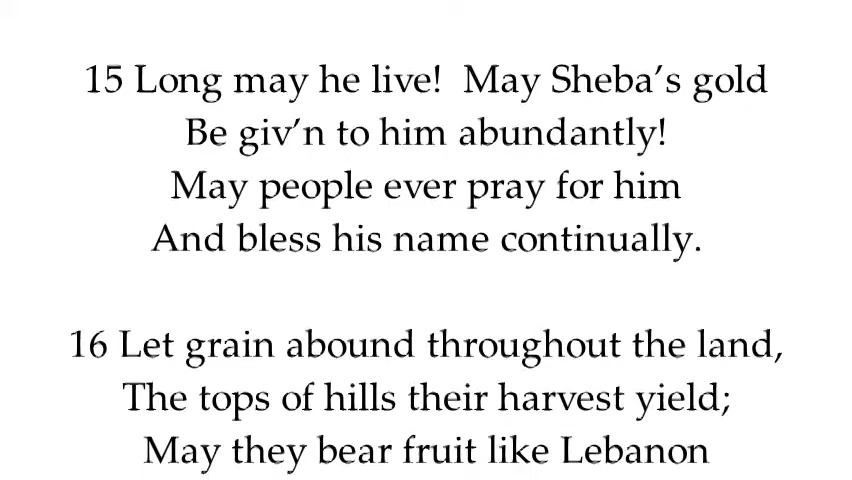 15 Long may he live!  May Sheba’s gold
Be giv’n to him abundantly!
May people ever pray for him
And bless his name continually.
16 Let grain abound throughout the land,
The tops of hills their harvest yield;
May they bear fruit like Lebanon